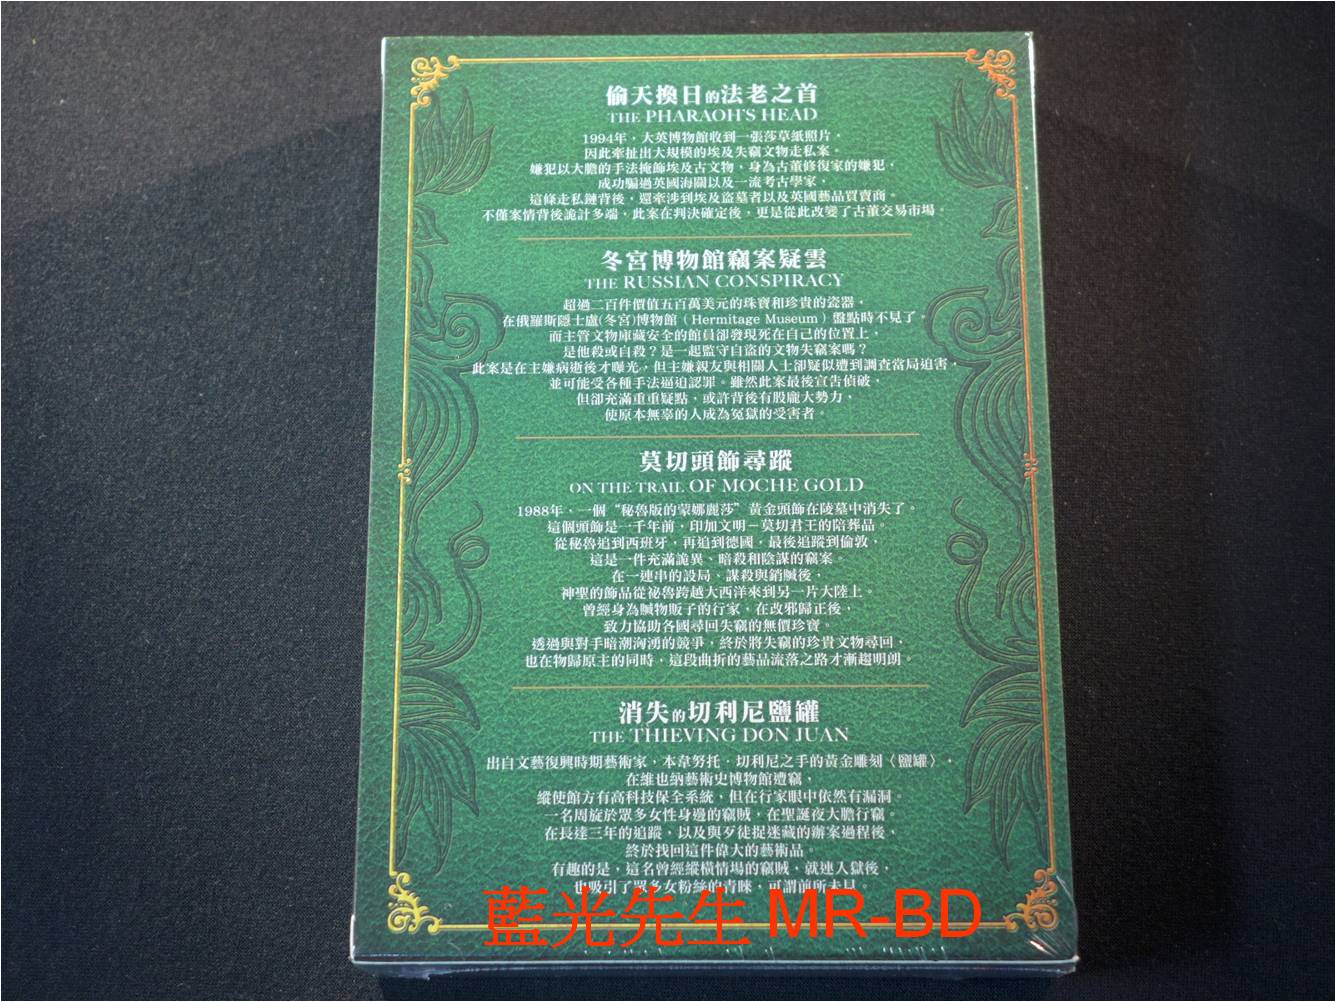 偷天換日的法老之首
THE PHARAOH'S HEAD
1994年，大英博物館收到一張莎草紙照片，
因此牽扯出大規模的埃及失竊文物走私案。
嫌犯以大膽的手法掩飾埃及古文物，身為古董修復家的嫌犯，
成功騙過英國海關以及一流考古學家，
這條走私鏈背後，還牽涉到埃及盜墓者以及英國藝品買賣商。
不僅案情背後詭計多端，此案在判決確定後，更是從此改變了古董交易市場。
冬宮博物館竊案疑雲
THE RUSSIAN CONSPIRACY
超過二百件價值五百萬美元的珠寶和珍貴的瓷器，
在俄羅斯隱士盧(冬宮)博物館（Hermitage Museum）盤點時不見了，
而主管文物庫藏安全的館員卻發現死在自己的位置上，
是他殺或自殺？是一起監守自盜的文物失竊案嗎？
此案是在主嫌病逝後才曝光，但主嫌親友與相關人士卻疑似遭到調查當局迫害，
並可能受各種手法逼迫認罪。雖然此案最後宣告偵破，
但卻充滿重重疑點，或許背後有股龐大勢力，
使原本無辜的人成為冤獄的受害者。
莫切頭飾尋蹤
ON THE TRAIL OF MOCHE GOLD
1988年，一個“秘魯版的蒙娜麗莎”黃金頭飾在陵墓中消失了。
這個頭飾是一千年前，印加文明－莫切君王的陪葬品。
從秘魯追到西班牙，再追到德國，最後追蹤到倫敦，
這是一件充滿詭異、暗殺和陰謀的竊案。
在一連串的設局、謀殺與銷贓後，
神聖的飾品從祕魯跨越大西洋來到另一片大陸上。
曾經身為贓物販子的行家，在改邪歸正後，
致力協助各國尋回失竊的無價珍寶。
透過與對手暗潮洶湧的競爭，終於將失竊的珍貴文物尋回，
也在物歸原主的同時，這段曲折的藝品流落之路才漸趨明朗。
消失的切利尼鹽罐
THE THIEVING DON JUAN
出自文藝復興時期藝術家，本韋努托．切利尼之手的黃金雕刻〈鹽罐〉，
在維也納藝術史博物館遭竊，
縱使館方有高科技保全系統，但在行家眼中依然有漏洞。
一名周旋於眾多女性身邊的竊賊，在聖誕夜大膽行竊。
在長達三年的追蹤，以及與歹徒捉迷藏的辦案過程後，
終於找回這件偉大的藝術品。
有趣的是，這名曾經縱橫情場的竊賊，就連入獄後，
也吸引了眾多女粉絲的青睞，可謂前所未見。
藍光先生 MR-BD